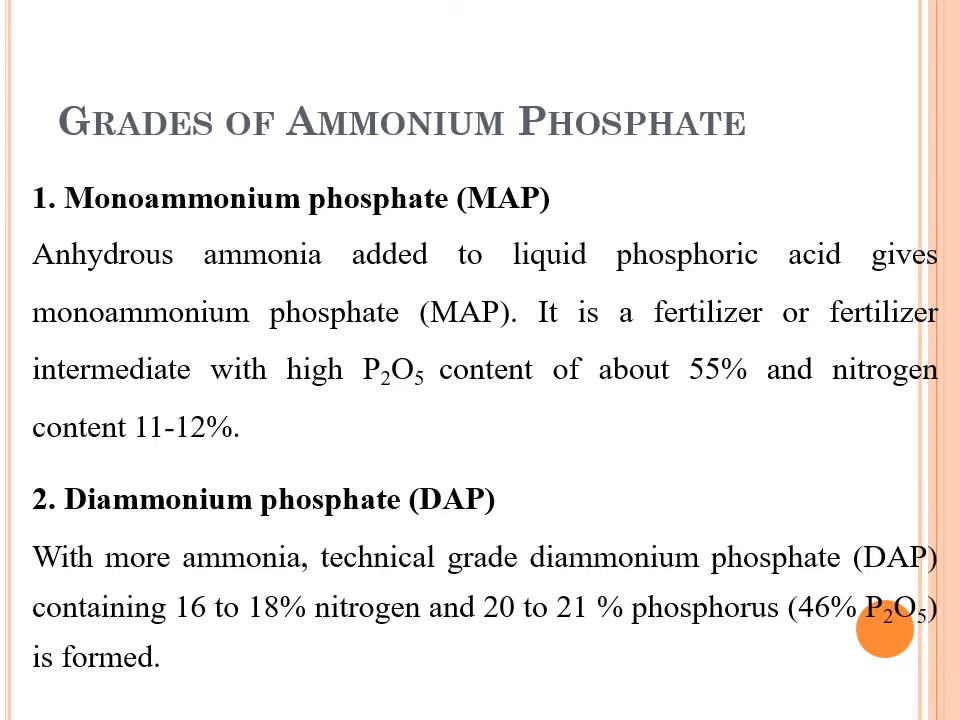 GRADES OF AMMONIUM PHOSPHATE
1. Monoammonium phosphate (MAP)
Anhydrous ammonia added to liquid phosphoric acid gives
monoammonium phosphate (MAP). It is a fertilizer or fertilizer
intermediate with high P₂O₅ content of about 55% and nitrogen
content 11-12%.
2. Diammonium phosphate (DAP)
With more ammonia, technical grade diammonium phosphate (DAP)
containing 16 to 18% nitrogen and 20 to 21 % phosphorus (46% P₂O₅)
is formed.